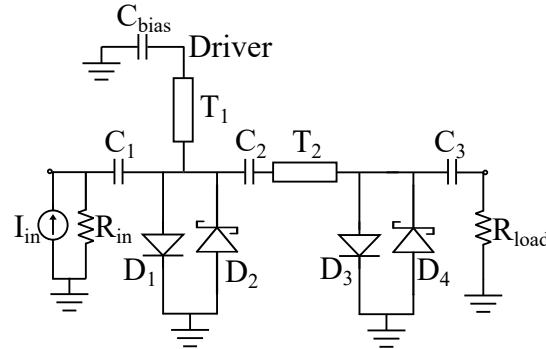 C_bias
Driver
T_1
C_1 C_2 T_2 C_3
I_in R_in D_1 D_2 D_3 D_4 R_load